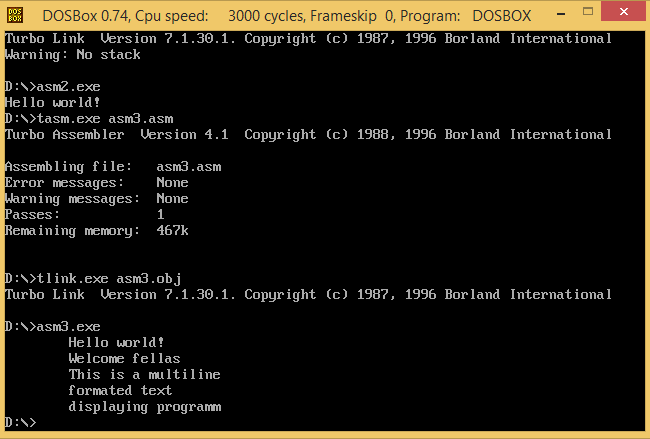 DOS
BOX
DOSBox 0.74, Cpu speed: 3000 cycles, Frameskip 0, Program: DOSBOX
Turbo Link Version 7.1.30.1. Copyright (c) 1987, 1996 Borland International
Warning: No stack
D:\>asm2.exe
Hello world!
D:\>tasm.exe asm3.asm
Turbo Assembler Version 4.1 Copyright (c) 1988, 1996 Borland International
Assembling file: asm3.asm
Error messages: None
Warning messages: None
Passes: 1
Remaining memory: 467k
D:\>tlink.exe asm3.obj
Turbo Link Version 7.1.30.1. Copyright (c) 1987, 1996 Borland International
D:\>asm3.exe
Hello world!
Welcome fellas
This is a multiline
formated text
displaying programm
D:\>